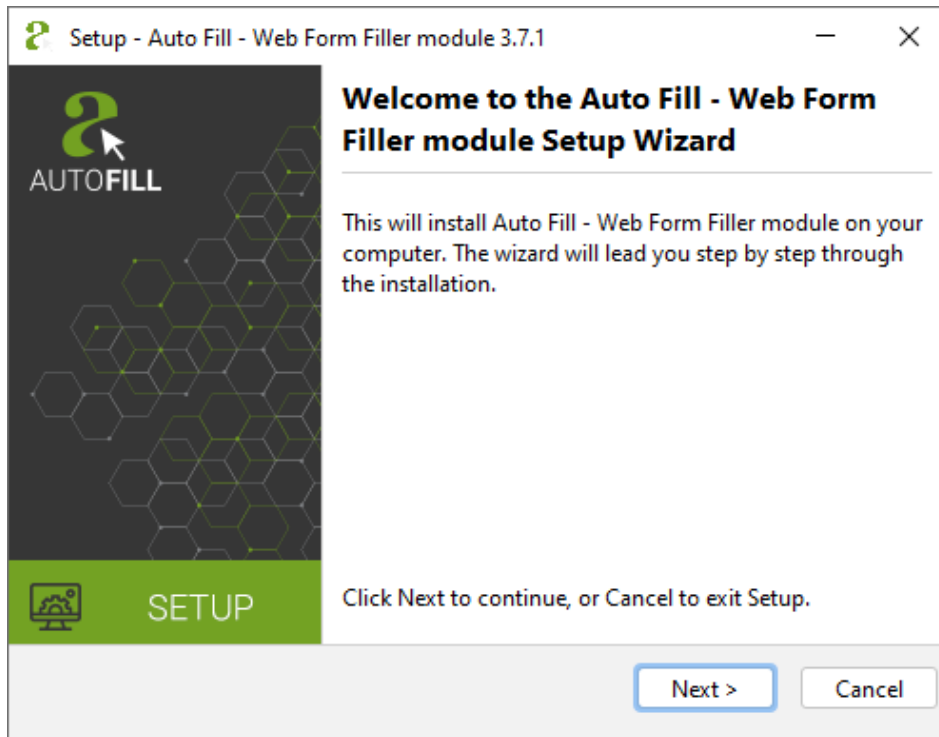 Setup - Auto Fill - Web Form Filler module 3.7.1
AUTOFILL
Welcome to the Auto Fill - Web Form
Filler module Setup Wizard
This will install Auto Fill - Web Form Filler module on your
computer. The wizard will lead you step by step through
the installation.
SETUP
Click Next to continue, or Cancel to exit Setup.
Next >
Cancel